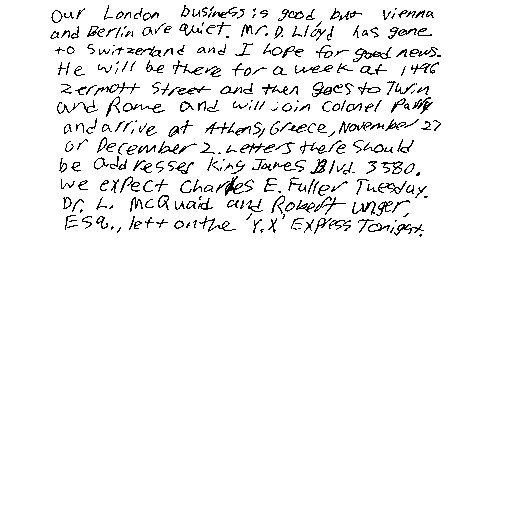 Our London business is good, but Vienna
and Berlin are quiet. Mr. D. Lloyd has gone
to Switzerland and I hope for good news.
He will be there for a week at 1496
Zermott Street and then goes to Turin
and Rome and will join Colonel Parry
and arrive at Athens, Greece, November 27
or December 2. Letters there should
be addresses King James Blvd. 3580.
We expect Charles E. Fuller Tuesday.
Dr. L. McQuaid and Robert Unger,
Esq., left on the 'Y.X' Express Tonight.